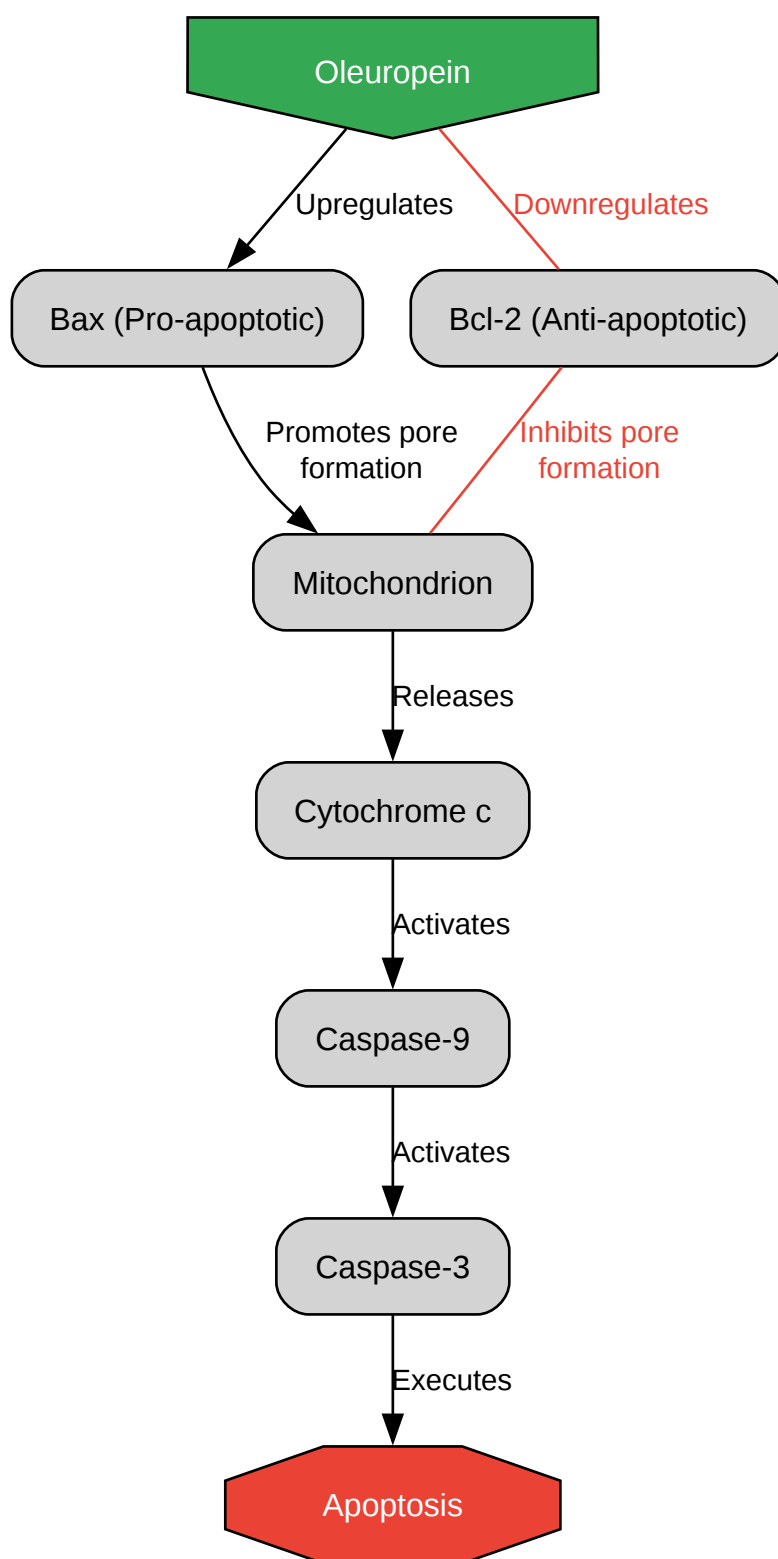 Oleuropein
Upregulates
Downregulates
Bax (Pro-apoptotic)
Bcl-2 (Anti-apoptotic)
Promotes pore
formation
Inhibits pore
formation
Mitochondrion
Releases
Cytochrome c
Activates
Caspase-9
Activates
Caspase-3
Executes
Apoptosis